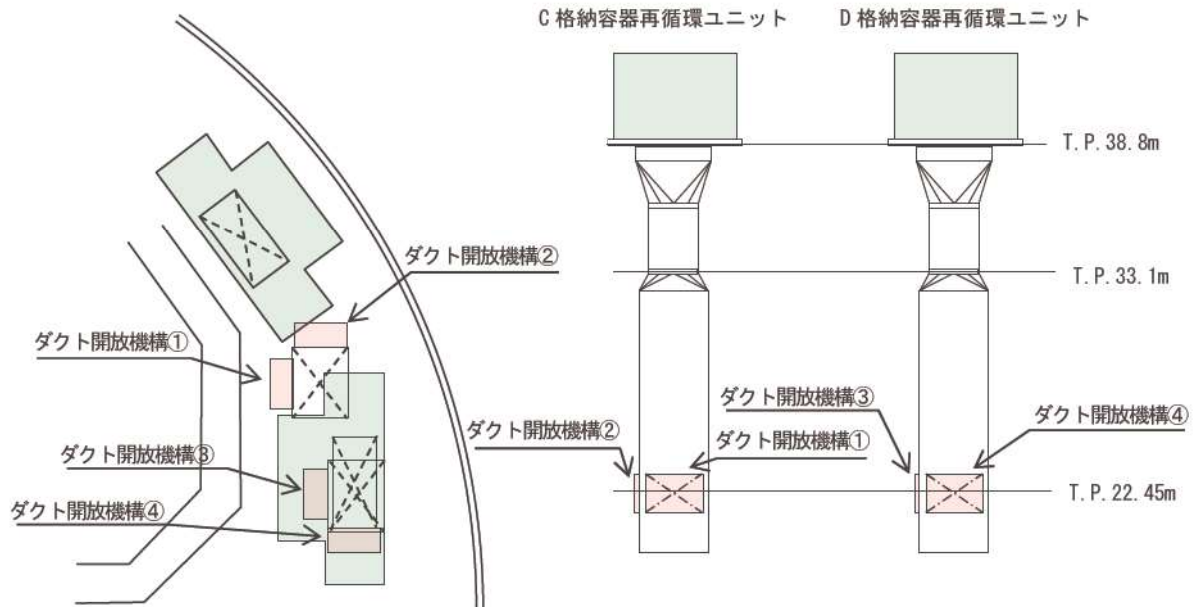 C格納容器再循環ユニット
D格納容器再循環ユニット
T.P.38.8m
ダクト開放機構②
T.P.33.1m
ダクト開放機構①
ダクト開放機構③
ダクト開放機構④
ダクト開放機構②
ダクト開放機構①
ダクト開放機構③
ダクト開放機構④
T.P.22.45m